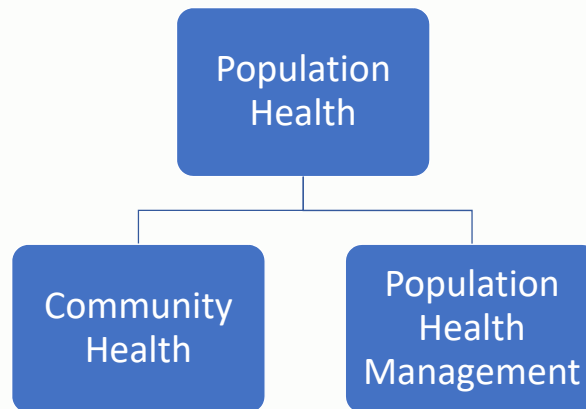 Population
Health
Community
Health
Population
Health
Management